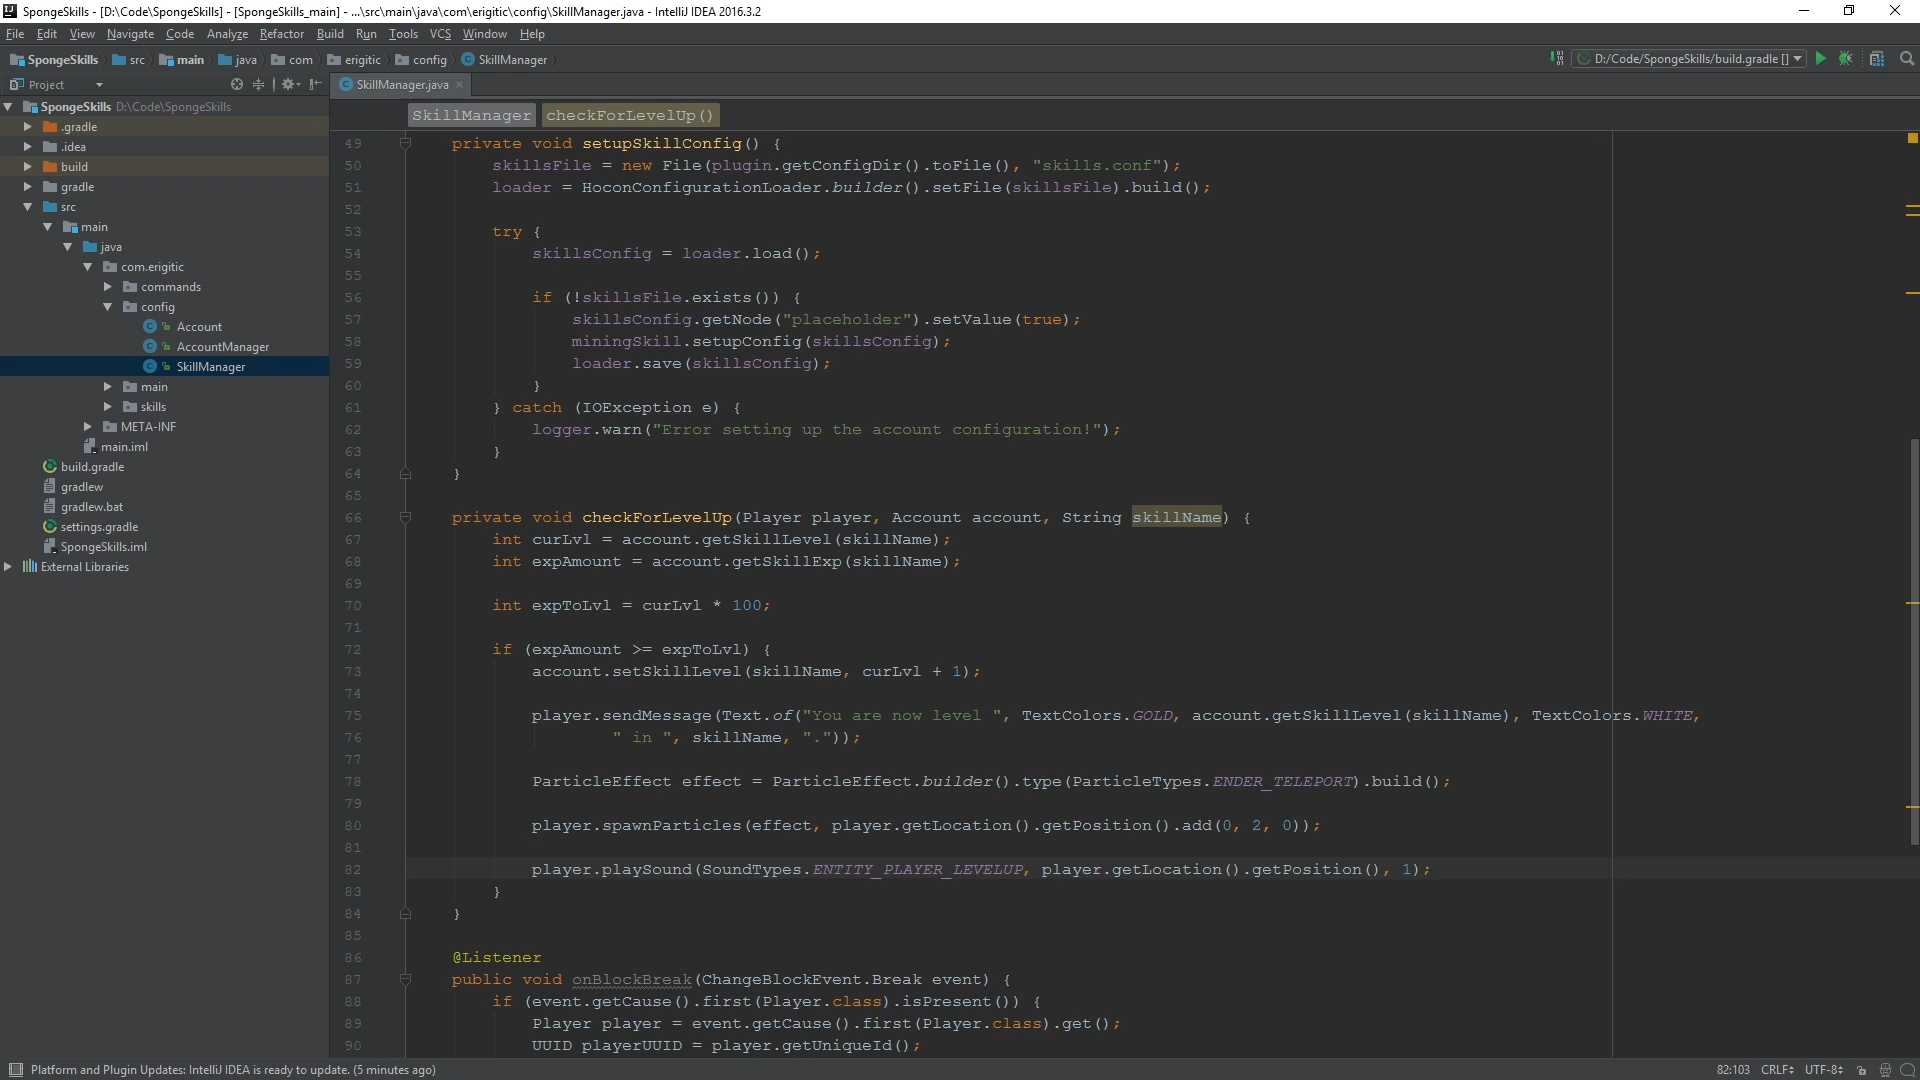 SpongeSkills - [D:\Code\SpongeSkills] - [SpongeSkills_main] - ...\src\main\java\com\erigitic\config\SkillManager.java - IntelliJ IDEA 2016.3.2
File Edit View Navigate Code Analyze Refactor Build Run Tools VCS Window Help
SpongeSkills src main java com erigitic config SkillManager D:/Code/SpongeSkills/build.gradle []
Project
SkillManager.java
SpongeSkills D:\Code\SpongeSkills
.gradle
.idea
build
gradle
src
main
java
com.erigitic
commands
config
Account
AccountManager
SkillManager
main
skills
META-INF
main.iml
build.gradle
gradlew
gradlew.bat
settings.gradle
SpongeSkills.iml
External Libraries
SkillManager checkForLevelUp()
49 private void setupSkillConfig() {
50 skillsFile = new File(plugin.getConfigDir().toFile(), "skills.conf");
51 loader = HoconConfigurationLoader.builder().setFile(skillsFile).build();
52
53 try {
54 skillsConfig = loader.load();
55
56 if (!skillsFile.exists()) {
57 skillsConfig.getNode("placeholder").setValue(true);
58 miningSkill.setupConfig(skillsConfig);
59 loader.save(skillsConfig);
60 }
61 } catch (IOException e) {
62 logger.warn("Error setting up the account configuration!");
63 }
64 }
65
66 private void checkForLevelUp(Player player, Account account, String skillName) {
67 int curLvl = account.getSkillLevel(skillName);
68 int expAmount = account.getSkillExp(skillName);
69
70 int expToLvl = curLvl * 100;
71
72 if (expAmount >= expToLvl) {
73 account.setSkillLevel(skillName, curLvl + 1);
74
75 player.sendMessage(Text.of("You are now level ", TextColors.GOLD, account.getSkillLevel(skillName), TextColors.WHITE,
76 " in ", skillName, "."));
77
78 ParticleEffect effect = ParticleEffect.builder().type(ParticleTypes.ENDER_TELEPORT).build();
79
80 player.spawnParticles(effect, player.getLocation().getPosition().add(0, 2, 0));
81
82 player.playSound(SoundTypes.ENTITY_PLAYER_LEVELUP, player.getLocation().getPosition(), 1);
83 }
84 }
85
86 @Listener
87 public void onBlockBreak(ChangeBlockEvent.Break event) {
88 if (event.getCause().first(Player.class).isPresent()) {
89 Player player = event.getCause().first(Player.class).get();
90 UUID playerUUID = player.getUniqueId();
Platform and Plugin Updates: IntelliJ IDEA is ready to update. (5 minutes ago) 82:103 CRLF UTF-8